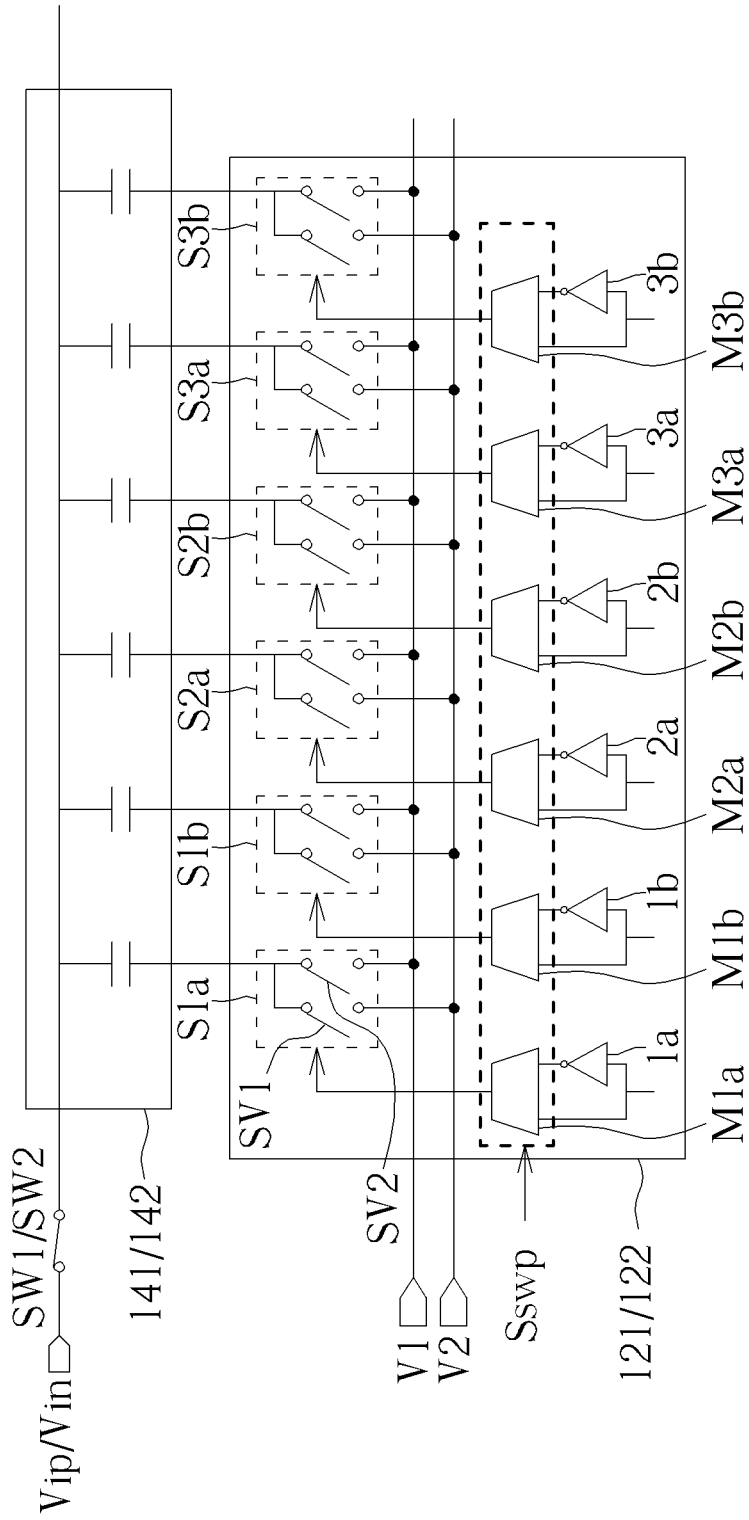 Vip/Vin
SW1/SW2
141/142
S1a
S1b
S2a
S2b
S3a
S3b
SV1
SV2
V1
V2
Sswp
121/122
1a
1b
2a
2b
3a
3b
M1a
M1b
M2a
M2b
M3a
M3b